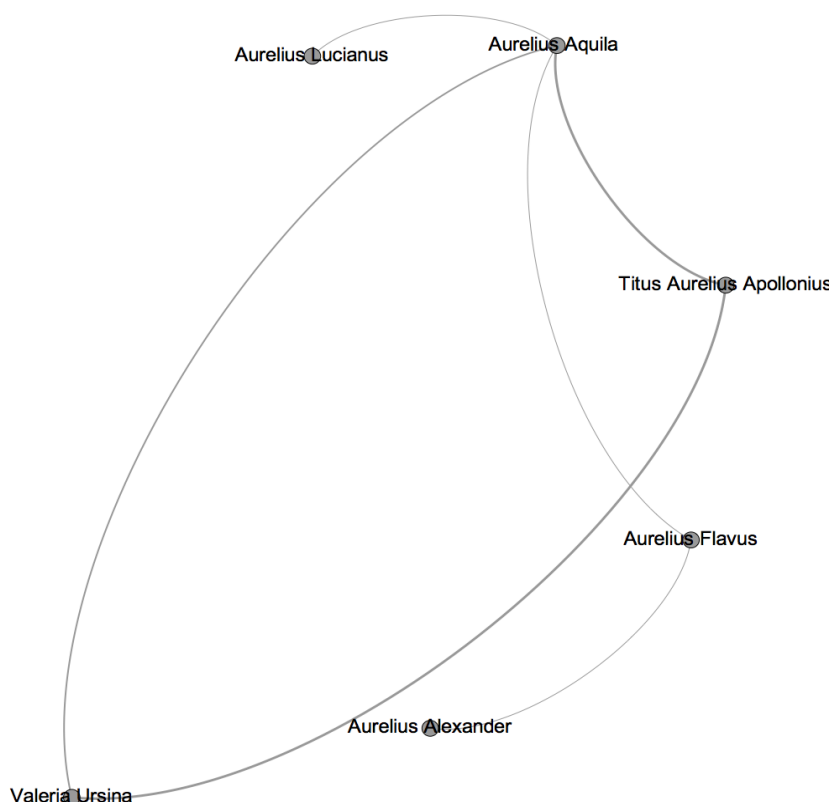 Aurelius Aquila
Aurelius Lucianus
Titus Aurelius Apollonius
Aurelius Flavus
Aurelius Alexander
Valeria Ursina